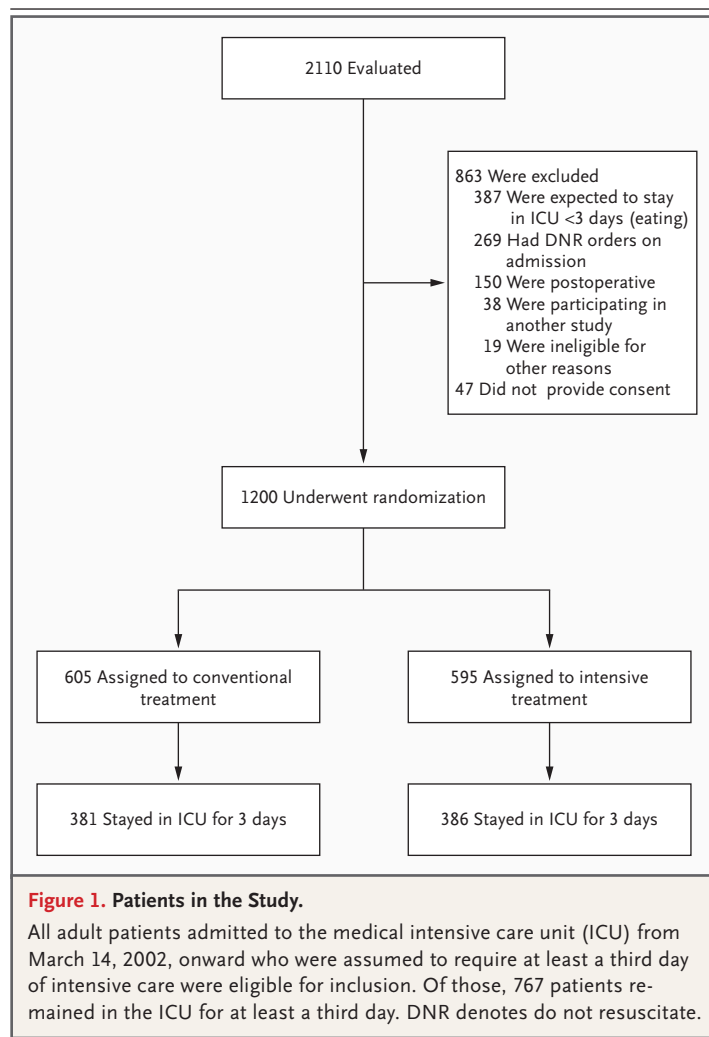 2110 Evaluated
863 Were excluded
387 Were expected to stay
in ICU <3 days (eating)
269 Had DNR orders on
admission
150 Were postoperative
38 Were participating in
another study
19 Were ineligible for
other reasons
47 Did not provide consent
1200 Underwent randomization
605 Assigned to conventional
treatment
595 Assigned to intensive
treatment
381 Stayed in ICU for 3 days
386 Stayed in ICU for 3 days
Figure 1. Patients in the Study.
All adult patients admitted to the medical intensive care unit (ICU) from
March 14, 2002, onward who were assumed to require at least a third day
of intensive care were eligible for inclusion. Of those, 767 patients re-
mained in the ICU for at least a third day. DNR denotes do not resuscitate.